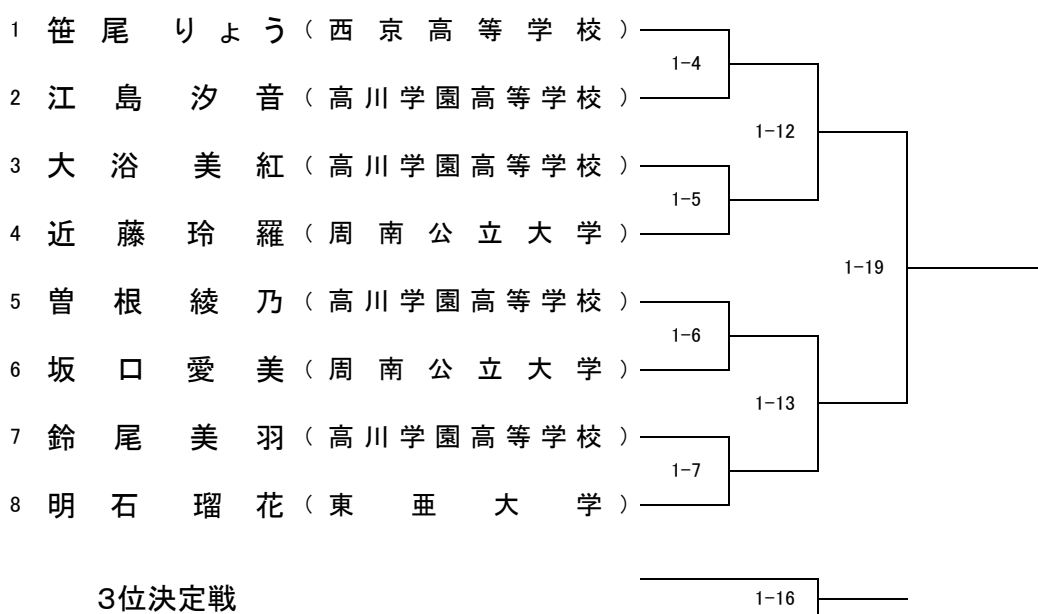 1 笹尾りょう（西京高等学校）
1-4
2 江島汐音（高川学園高等学校）
1-12
3 大浴美紅（高川学園高等学校）
1-5
4 近藤玲羅（周南公立大学）
1-19
5 曽根綾乃（高川学園高等学校）
1-6
6 坂口愛美（周南公立大学）
1-13
7 鈴尾美羽（高川学園高等学校）
1-7
8 明石瑠花（東亜大学）
3位決定戦
1-16